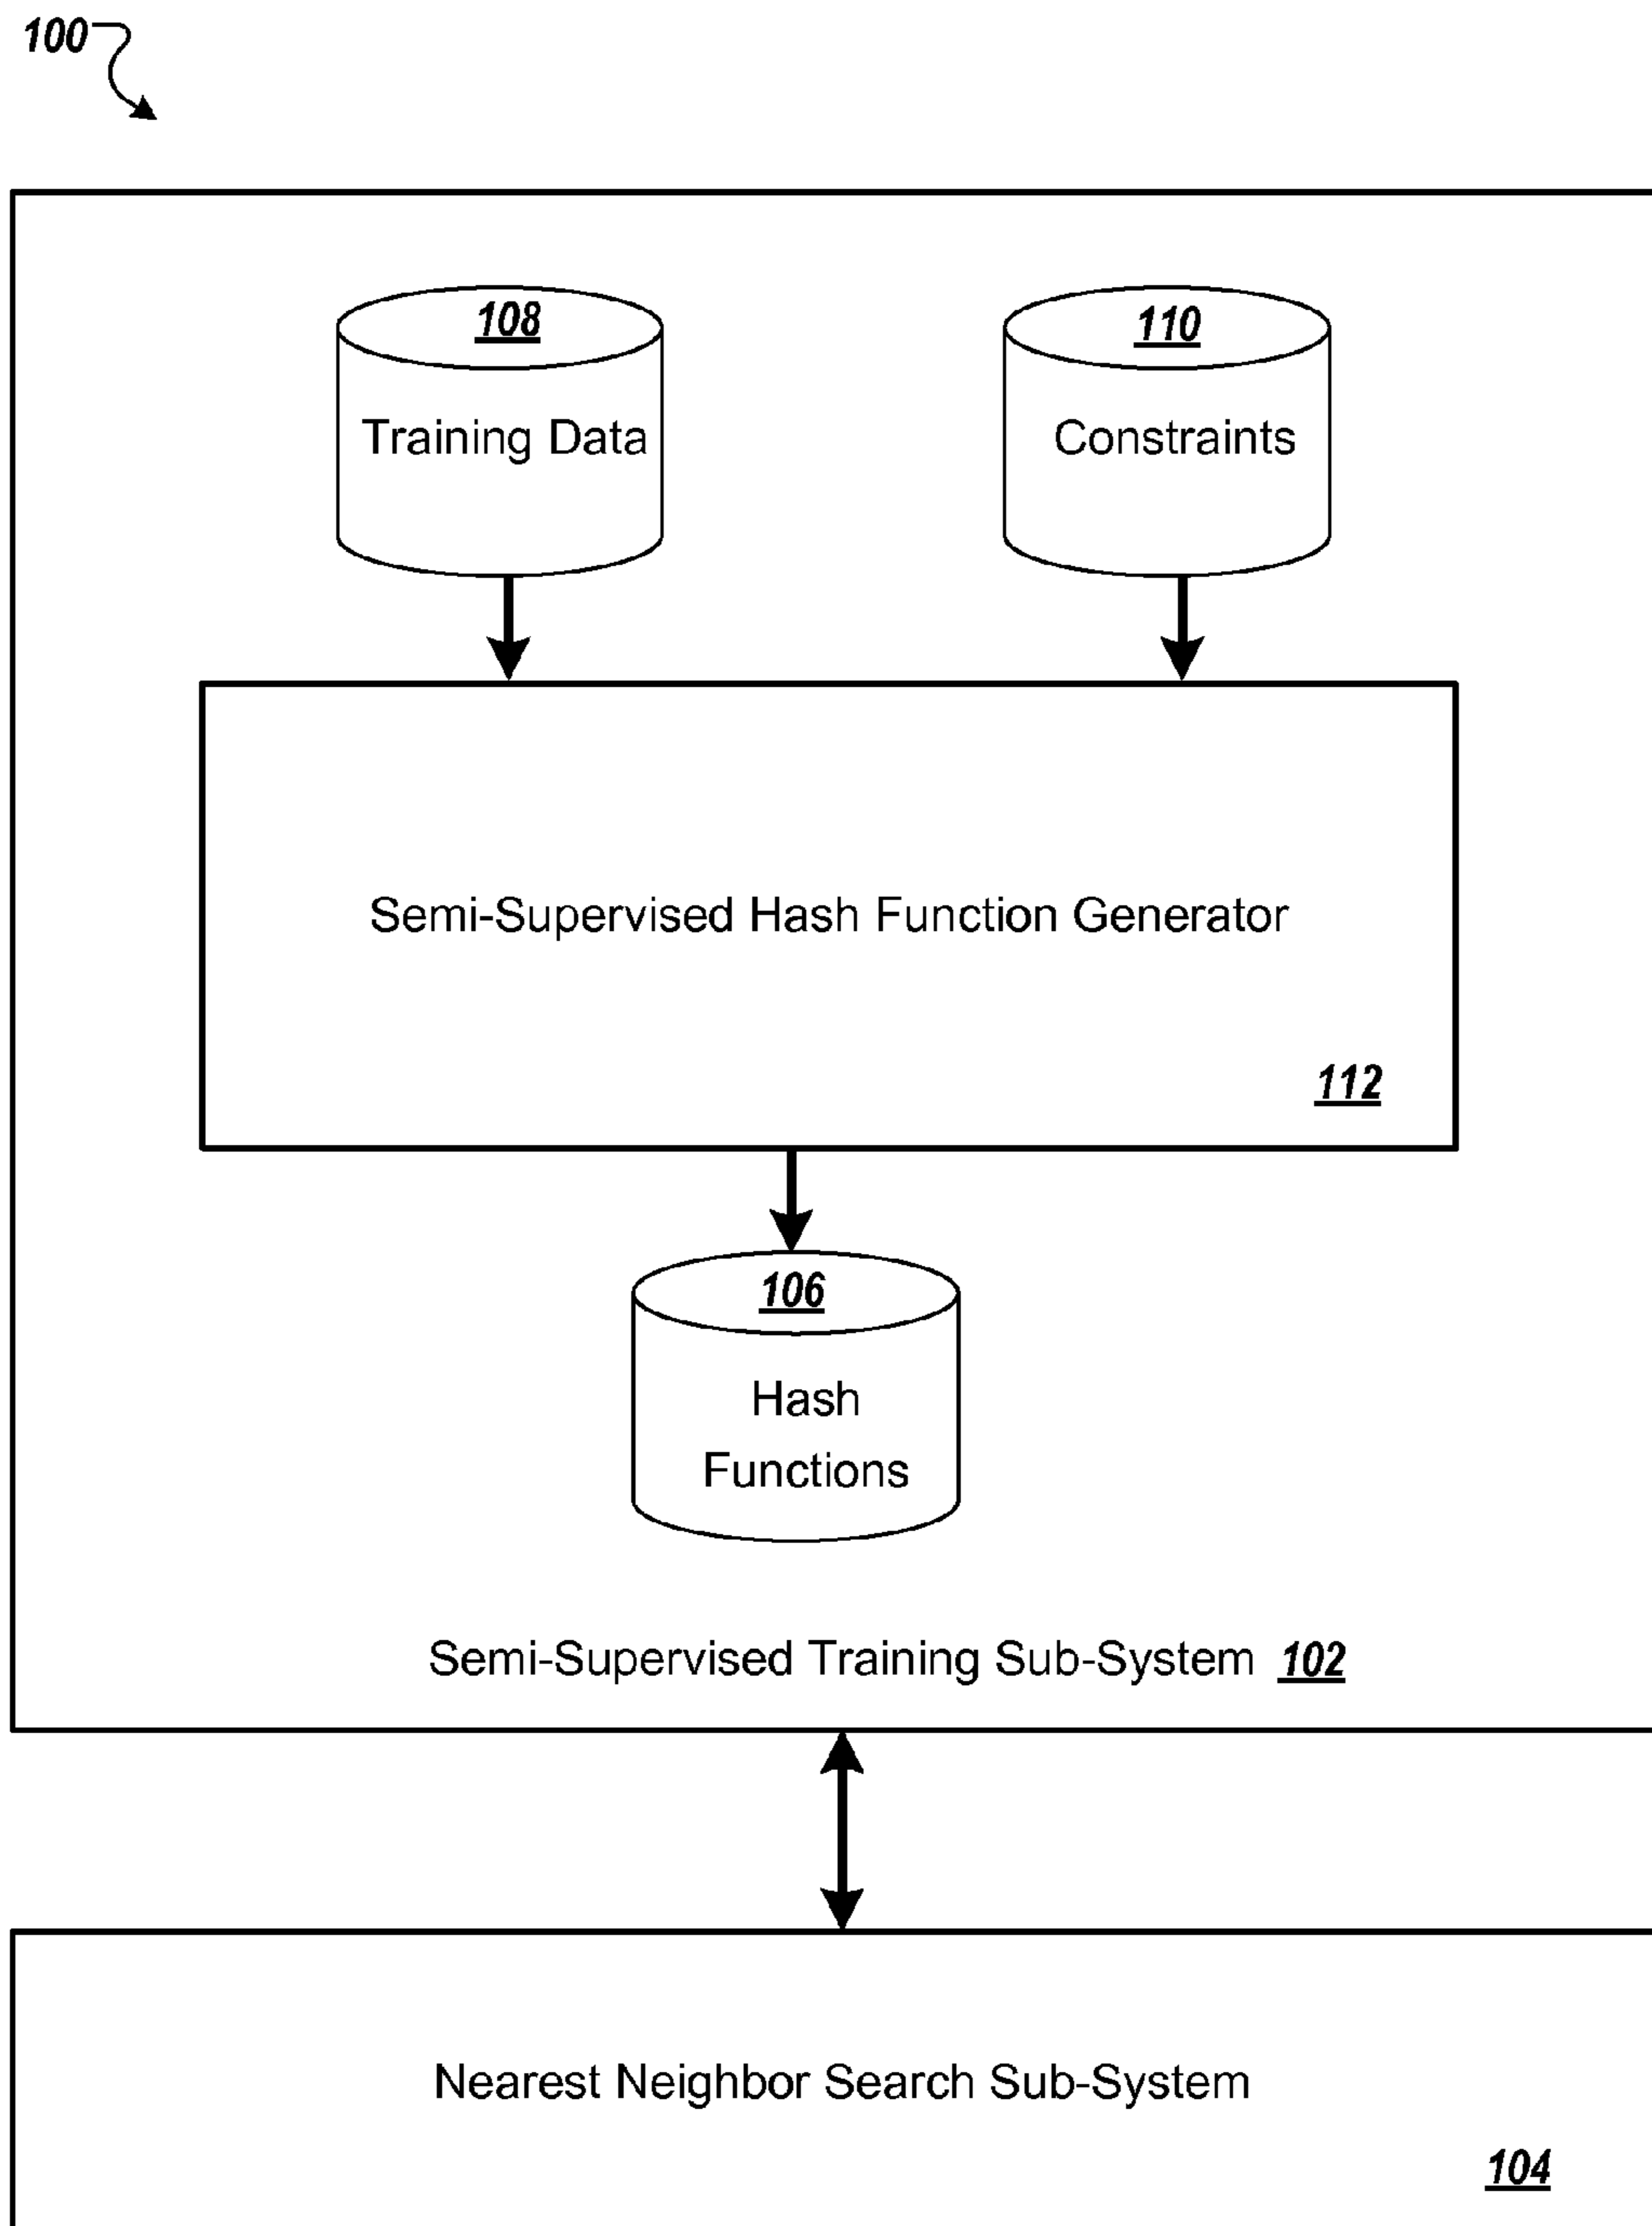 100
108
110
Training Data
Constraints
Semi-Supervised Hash Function Generator
112
106
Hash
Functions
Semi-Supervised Training Sub-System 102
Nearest Neighbor Search Sub-System
104